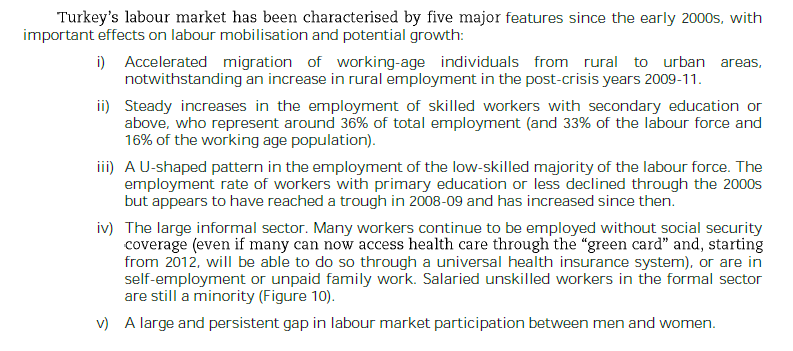 Turkey's labour market has been characterised by five major features since the early 2000s, with
important effects on labour mobilisation and potential growth:
i) Accelerated migration of working-age individuals from rural to urban areas,
notwithstanding an increase in rural employment in the post-crisis years 2009-11.
ii) Steady increases in the employment of skilled workers with secondary education or
above, who represent around 36% of total employment (and 33% of the labour force and
16% of the working age population).
iii) A U-shaped pattern in the employment of the low-skilled majority of the labour force. The
employment rate of workers with primary education or less declined through the 2000s
but appears to have reached a trough in 2008-09 and has increased since then.
iv) The large informal sector. Many workers continue to be employed without social security
coverage (even if many can now access health care through the “green card” and, starting
from 2012, will be able to do so through a universal health insurance system), or are in
self-employment or unpaid family work. Salaried unskilled workers in the formal sector
are still a minority (Figure 10).
v) A large and persistent gap in labour market participation between men and women.